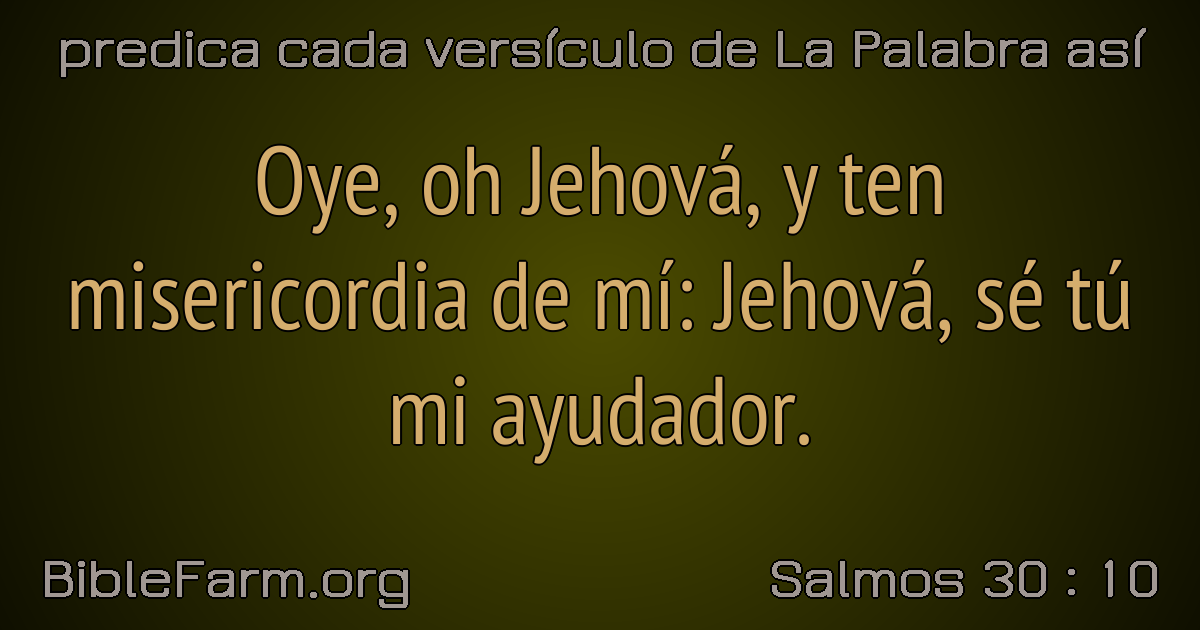 predica cada versículo de La Palabra así
Oye, oh Jehová, y ten
misericordia de mí: Jehová, sé tú
mi ayudador.
BibleFarm.org
Salmos 30 : 10